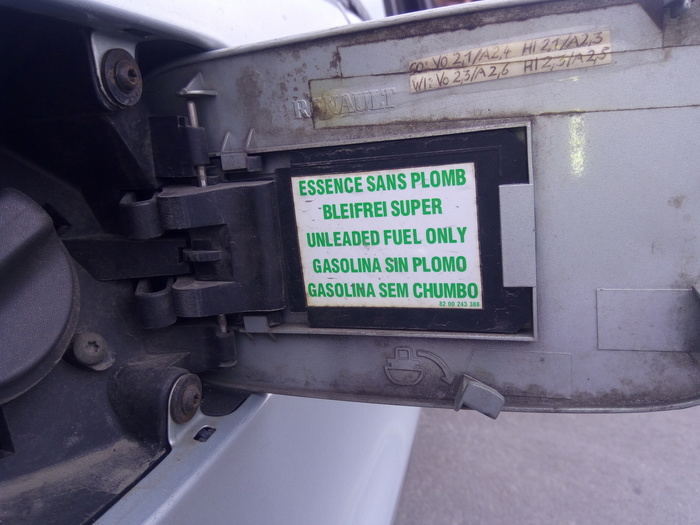 SO: Vo 2,1/A2,4 HI 2,1/A2,3
WI: Vo 2,3/A2,6 HI 2,3/A2,5
RENAULT
ESSENCE SANS PLOMB
BLEIFREI SUPER
UNLEADED FUEL ONLY
GASOLINA SIN PLOMO
GASOLINA SEM CHUMBO
82 00 243 388